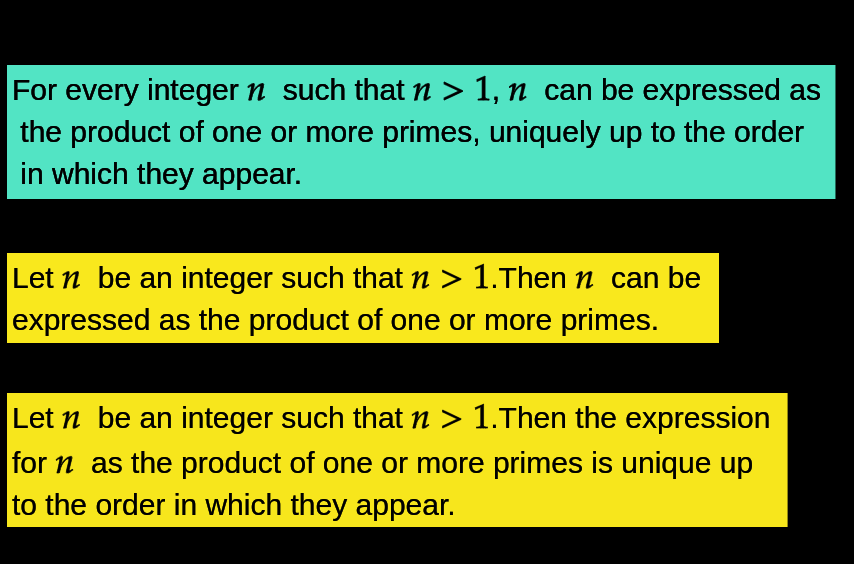 For every integer n such that n > 1, n can be expressed as
the product of one or more primes, uniquely up to the order
in which they appear.
Let n be an integer such that n > 1.Then n can be
expressed as the product of one or more primes.
Let n be an integer such that n > 1.Then the expression
for n as the product of one or more primes is unique up
to the order in which they appear.